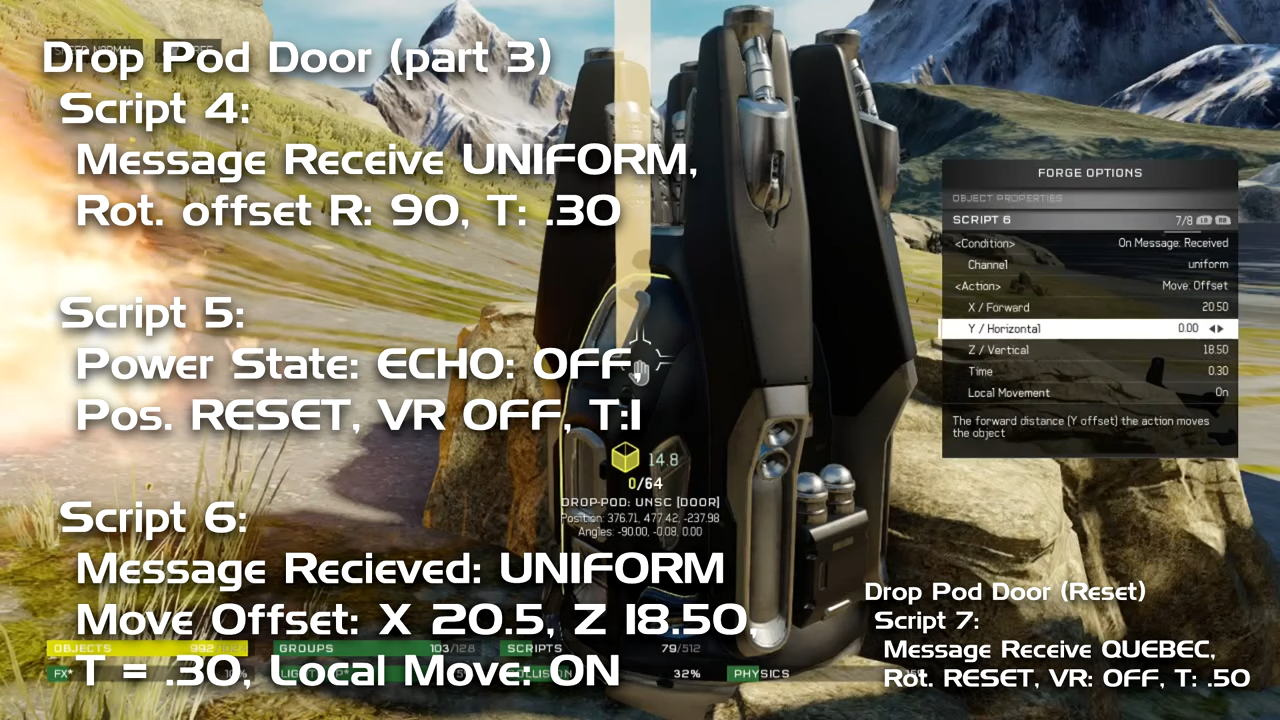 Drop Pod Door (part 3)
Script 4:
Message Receive UNIFORM,
Rot. offset R: 90, T: .30
Script 5:
Power State: ECHO: OFF,
Pos. RESET, VR OFF, T:1
Script 6:
Message Recieved: UNIFORM
Move Offset: X 20.5, Z 18.50,
T = .30, Local Move: ON
14 8
0/64
DROP-POD: UNSC [DOOR]
Position: 376.71, 477.42, -237.98
Angles: -90.00, -0.08, 0.00
FORGE OPTIONS
OBJECT PROPERTIES
SCRIPT 6 7/8 LB RB
<Condition> On Message: Received
Channel uniform
<Action> Move: Offset
X / Forward 20.50
Y / Horizontal 0.00
Z / Vertical 18.50
Time 0.30
Local Movement On
The forward distance (Y offset) the action moves
the object
Drop Pod Door (Reset)
Script 7:
Message Receive QUEBEC,
Rot. RESET, VR: OFF, T: .50
OBJECTS 992 GROUPS 103/128 SCRIPTS 79/512
FX* 32% PHYSICS